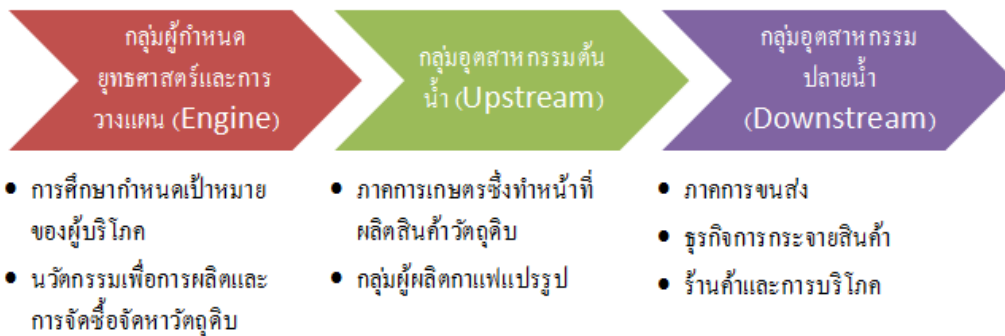 กลุ่มผู้กำหนด
ยุทธศาสตร์และการ
วางแผน (Engine)
• การศึกษากำหนดเป้าหมาย
ของผู้บริโภค
• นวัตกรรมเพื่อการผลิตและ
การจัดซื้อจัดหาวัตถุดิบ
กลุ่มอุตสาหกรรมต้น
น้ำ (Upstream)
• ภาคการเกษตรซึ่งทำหน้าที่
ผลิตสินค้าวัตถุดิบ
• กลุ่มผู้ผลิตกาแฟแปรรูป
กลุ่มอุตสาหกรรม
ปลายน้ำ
(Downstream)
• ภาคการขนส่ง
• ธุรกิจการกระจายสินค้า
• ร้านค้าและการบริโภค